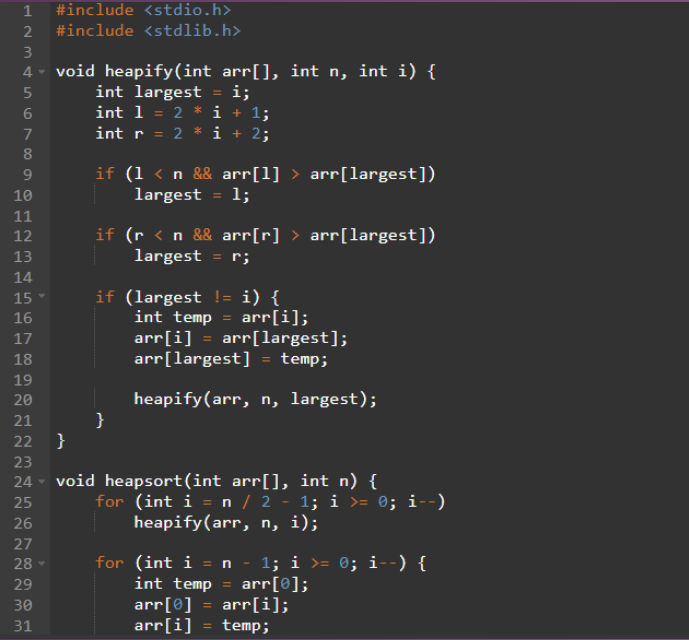 1 #include <stdio.h>
2 #include <stdlib.h>
3
4 void heapify(int arr[], int n, int i) {
5     int largest = i;
6     int l = 2 * i + 1;
7     int r = 2 * i + 2;
8
9     if (l < n && arr[l] > arr[largest])
10         largest = l;
11
12     if (r < n && arr[r] > arr[largest])
13         largest = r;
14
15     if (largest != i) {
16         int temp = arr[i];
17         arr[i] = arr[largest];
18         arr[largest] = temp;
19
20         heapify(arr, n, largest);
21     }
22 }
23
24 void heapsort(int arr[], int n) {
25     for (int i = n / 2 - 1; i >= 0; i--)
26         heapify(arr, n, i);
27
28     for (int i = n - 1; i >= 0; i--) {
29         int temp = arr[0];
30         arr[0] = arr[i];
31         arr[i] = temp;